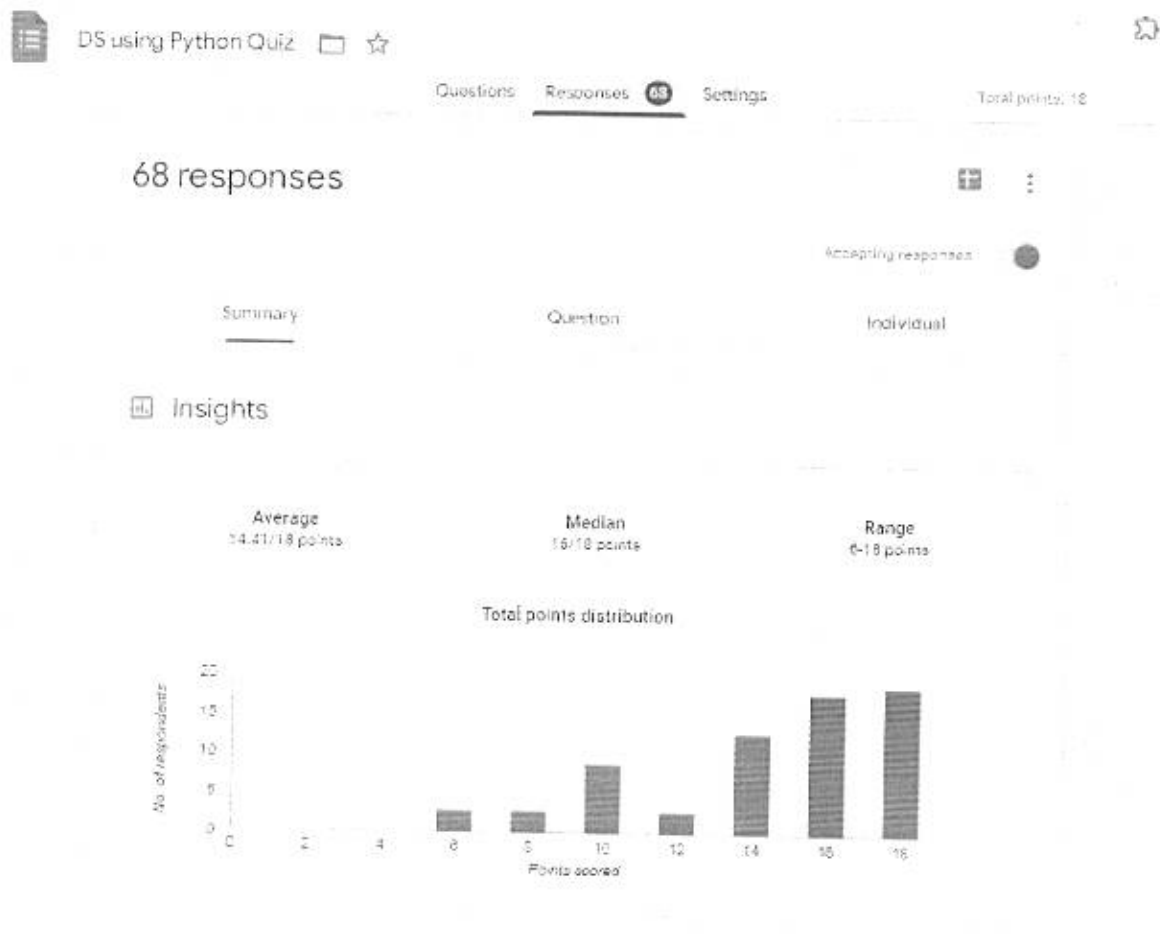 DS using Python Quiz
Questions Responses 68 Settings Total points: 18
68 responses
Accepting responses
Summary Question Individual
Insights
Average Median Range
14.41/18 points 16/18 points 6-18 points
Total points distribution
No. of respondents
20
15
10
5
0
0 2 4 6 8 10 12 14 16 18
Points scored